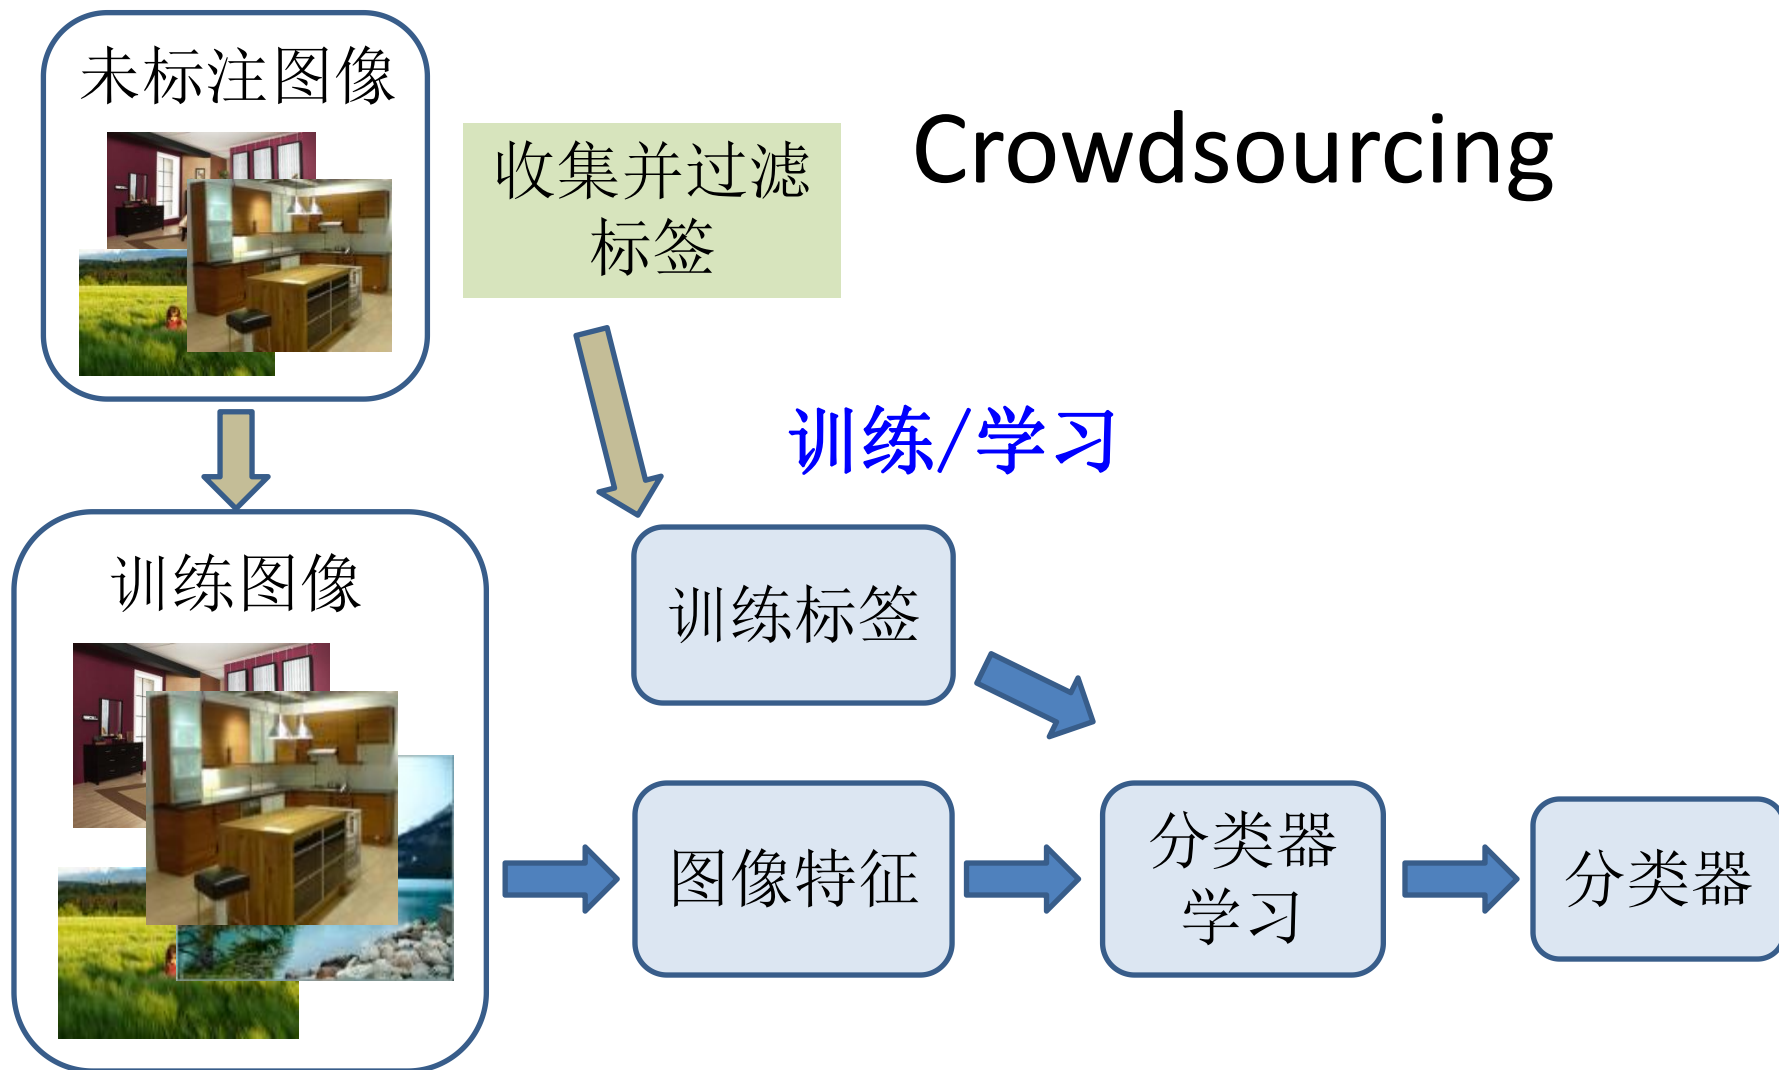 未标注图像
收集并过滤
标签
Crowdsourcing
训练/学习
训练图像
训练标签
图像特征
分类器
学习
分类器